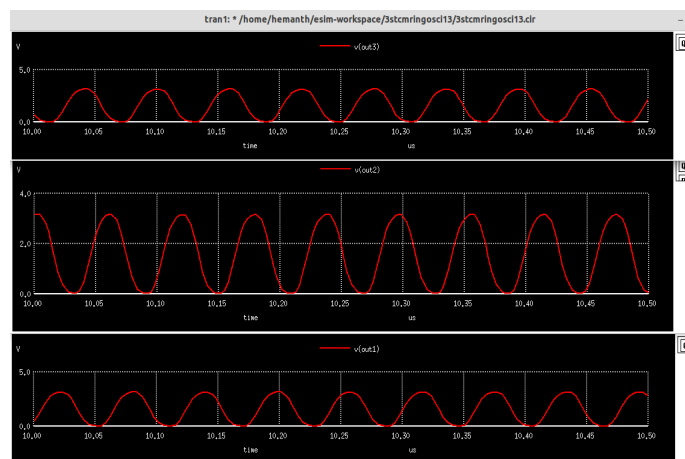 tran1: * /home/hemanth/esim-workspace/3stcmringosci13/3stcmringosci13.cir
V
v(out3)
5.0
0.0
10.00 10.05 10.10 10.15 10.20 10.25 10.30 10.35 10.40 10.45 10.50
time us
V
v(out2)
4.0
2.0
0.0
10.00 10.05 10.10 10.15 10.20 10.25 10.30 10.35 10.40 10.45 10.50
time us
V
v(out1)
5.0
0.0
10.00 10.05 10.10 10.15 10.20 10.25 10.30 10.35 10.40 10.45 10.50
time us